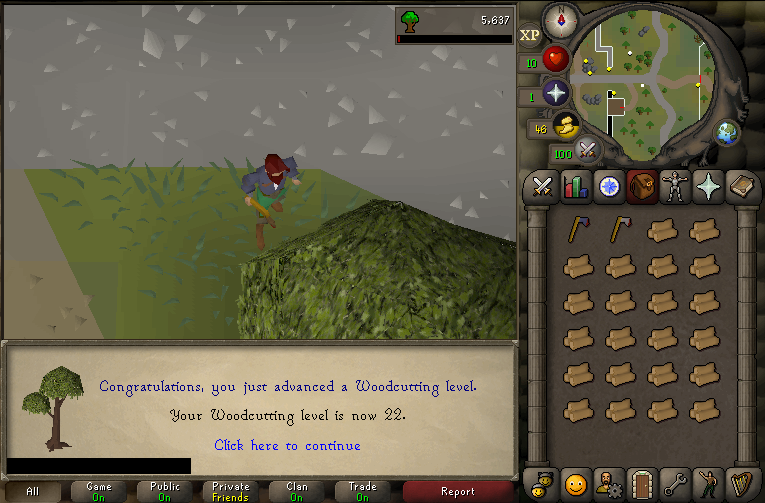 5,637
N
XP
10
1
46
100
Congratulations, you just advanced a Woodcutting level.
Your Woodcutting level is now 22.
Click here to continue
All
Game
On
Public
On
Private
Friends
Clan
On
Trade
On
Report